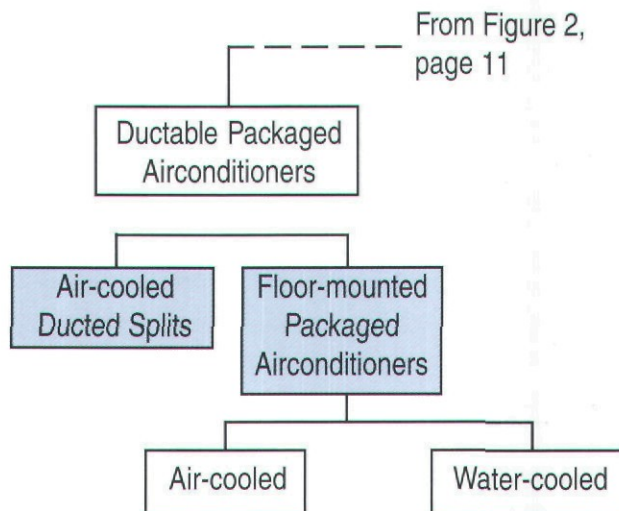 From Figure 2,
page 11
Ductable Packaged
Airconditioners
Air-cooled
Ducted Splits
Floor-mounted
Packaged
Airconditioners
Air-cooled
Water-cooled